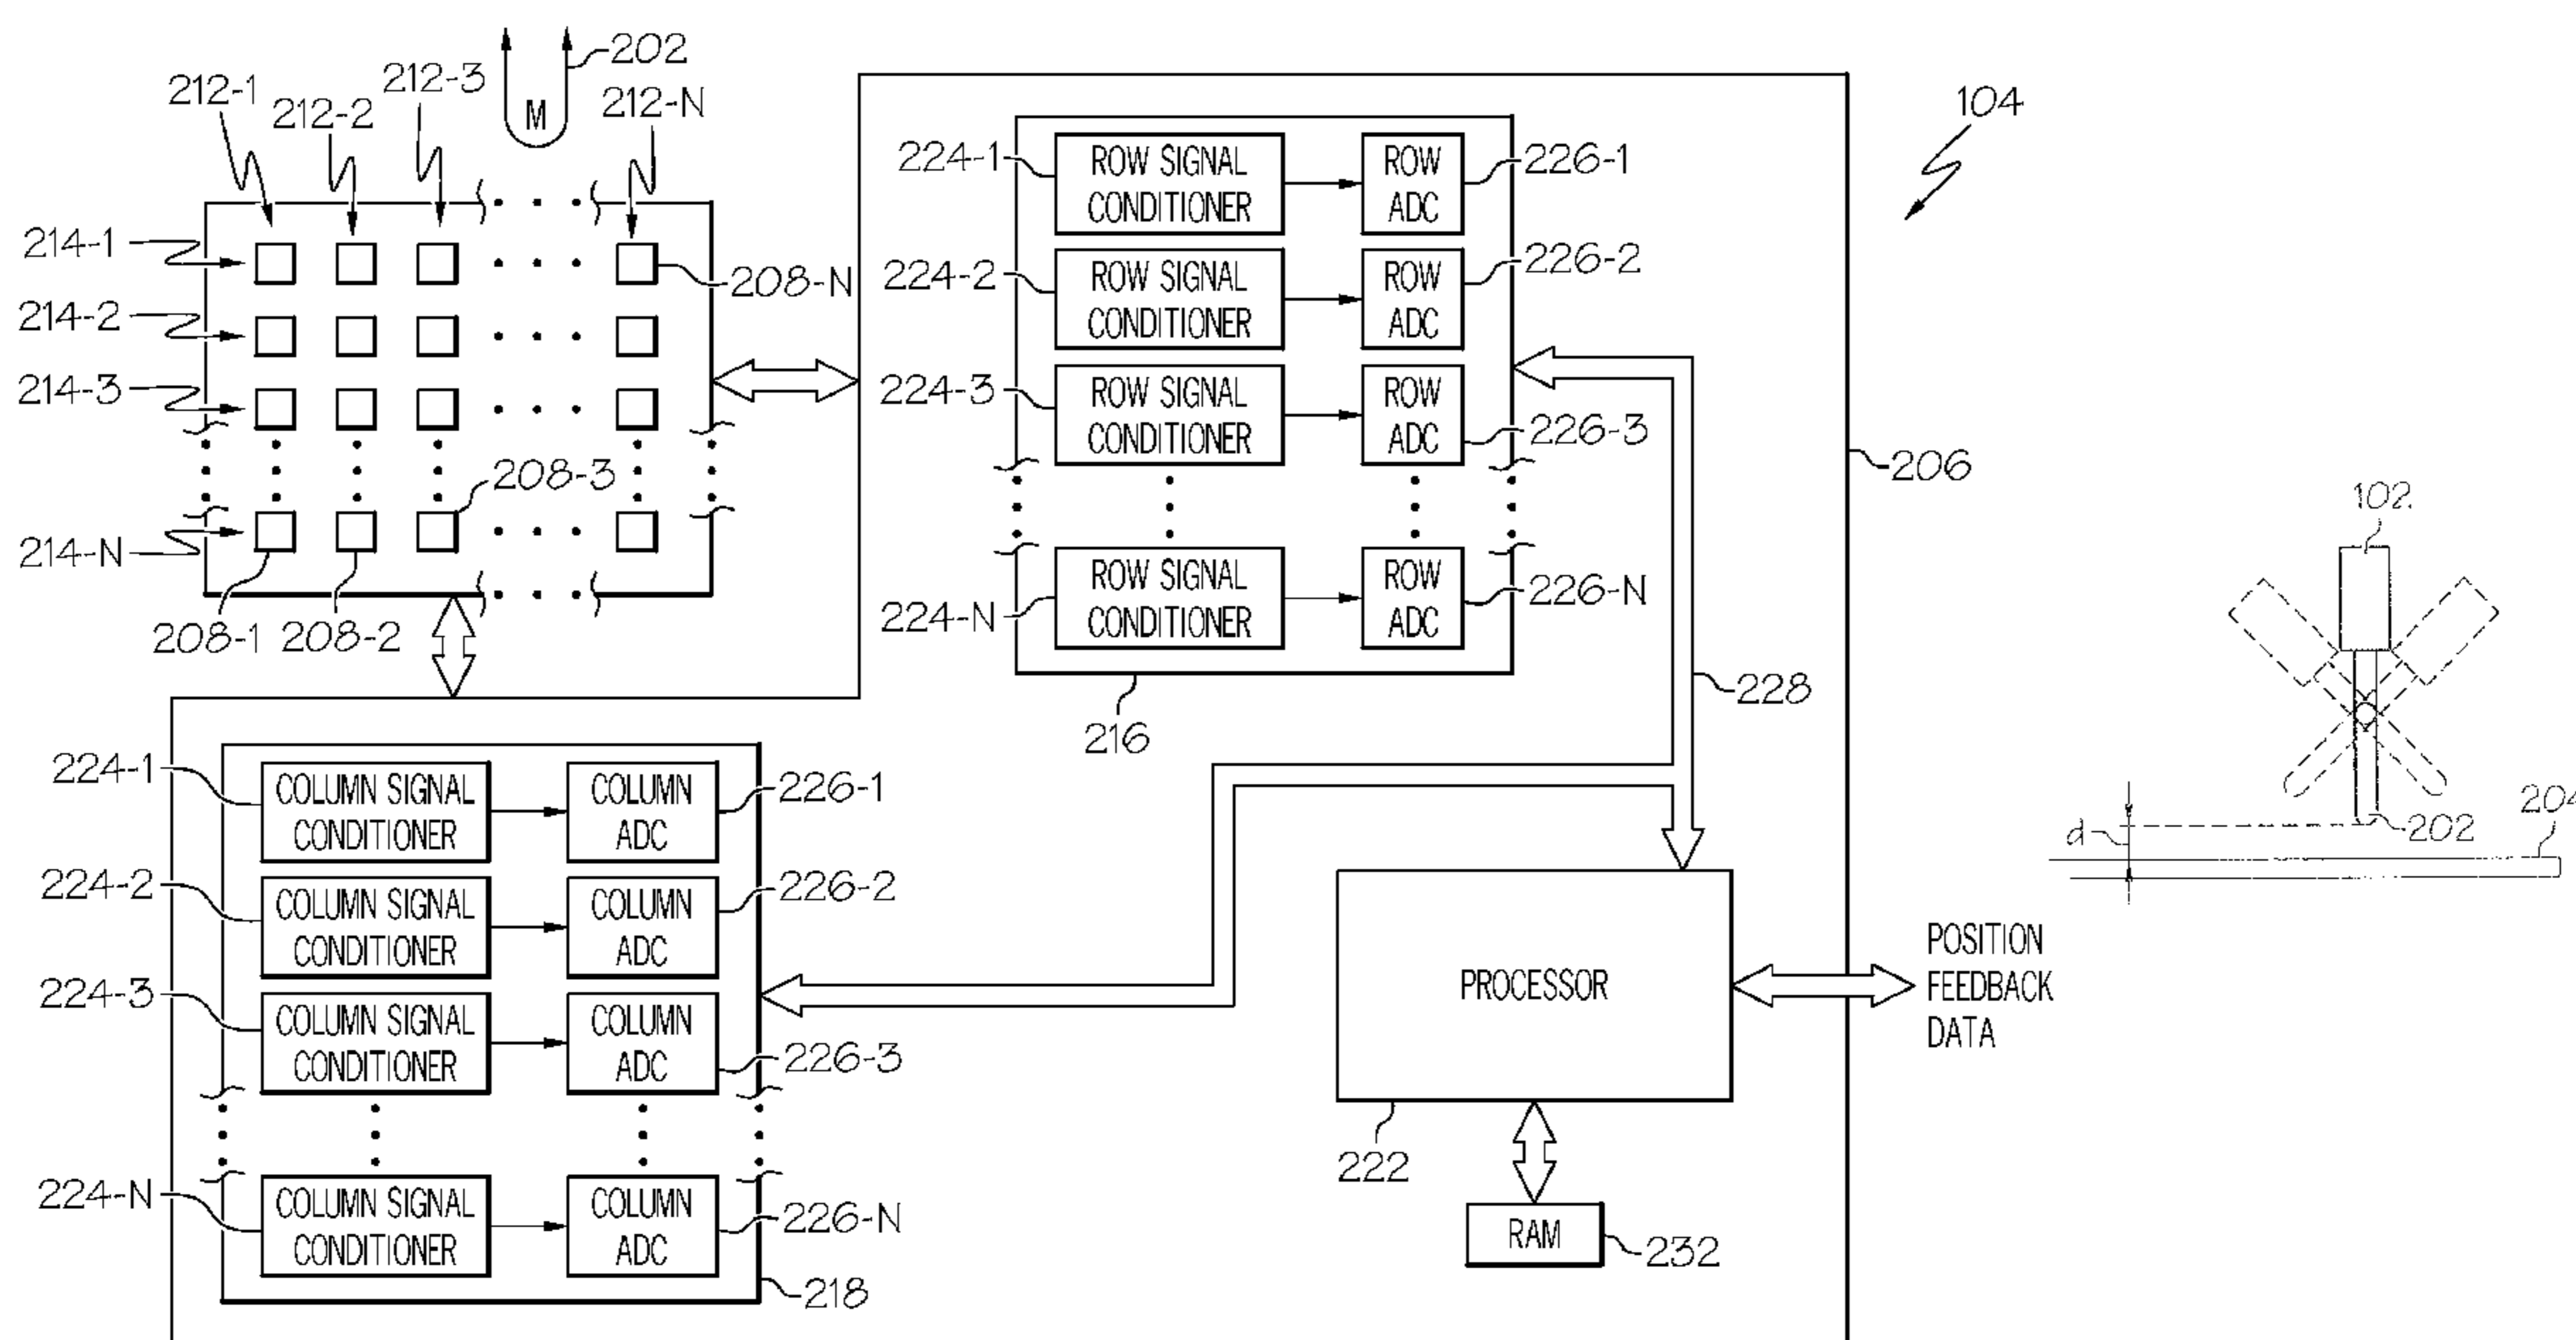 202
M
212-1
212-2
212-3
212-N
214-1
214-2
214-3
214-N
208-N
208-3
208-1
208-2
104
224-1
ROW SIGNAL
CONDITIONER
ROW
ADC
226-1
224-2
ROW SIGNAL
CONDITIONER
ROW
ADC
226-2
224-3
ROW SIGNAL
CONDITIONER
ROW
ADC
226-3
224-N
ROW SIGNAL
CONDITIONER
ROW
ADC
226-N
216
228
206
224-1
COLUMN SIGNAL
CONDITIONER
COLUMN
ADC
226-1
224-2
COLUMN SIGNAL
CONDITIONER
COLUMN
ADC
226-2
224-3
COLUMN SIGNAL
CONDITIONER
COLUMN
ADC
226-3
224-N
COLUMN SIGNAL
CONDITIONER
COLUMN
ADC
226-N
218
PROCESSOR
222
RAM
232
POSITION
FEEDBACK
DATA
102
204
202
d